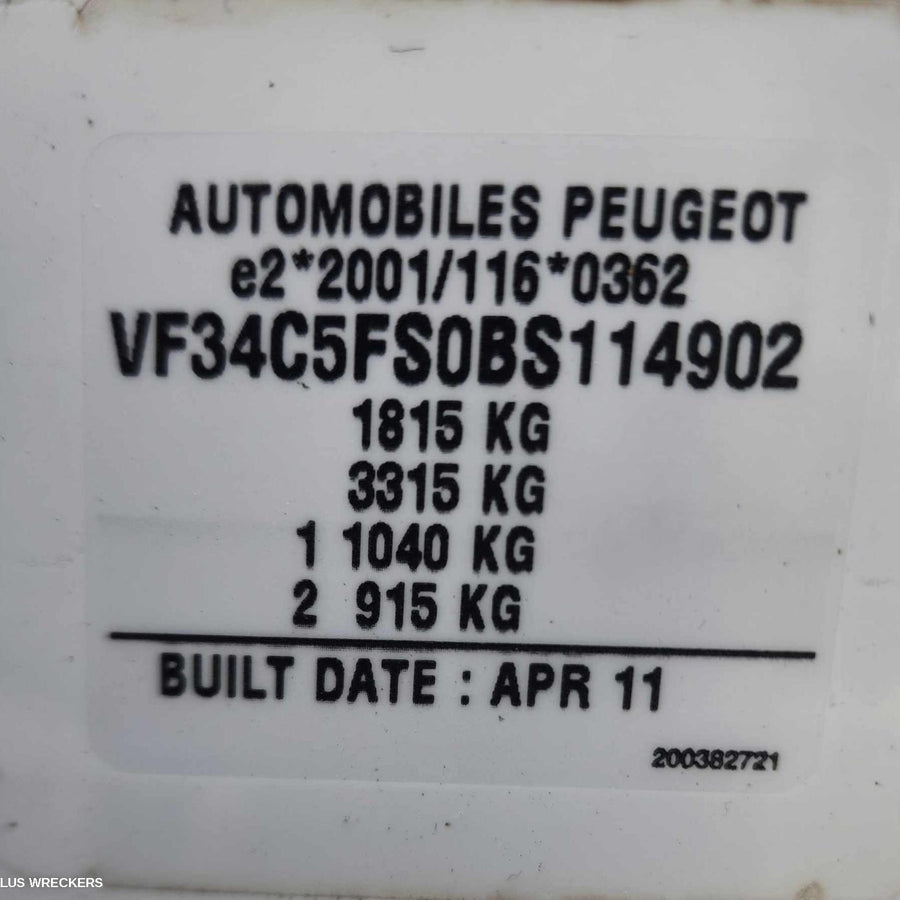 AUTOMOBILES PEUGEOT
e2*2001/116*0362
VF34C5FS0BS114902
1815 KG
3315 KG
1 1040 KG
2 915 KG
BUILT DATE : APR 11
200382721
LUS WRECKERS